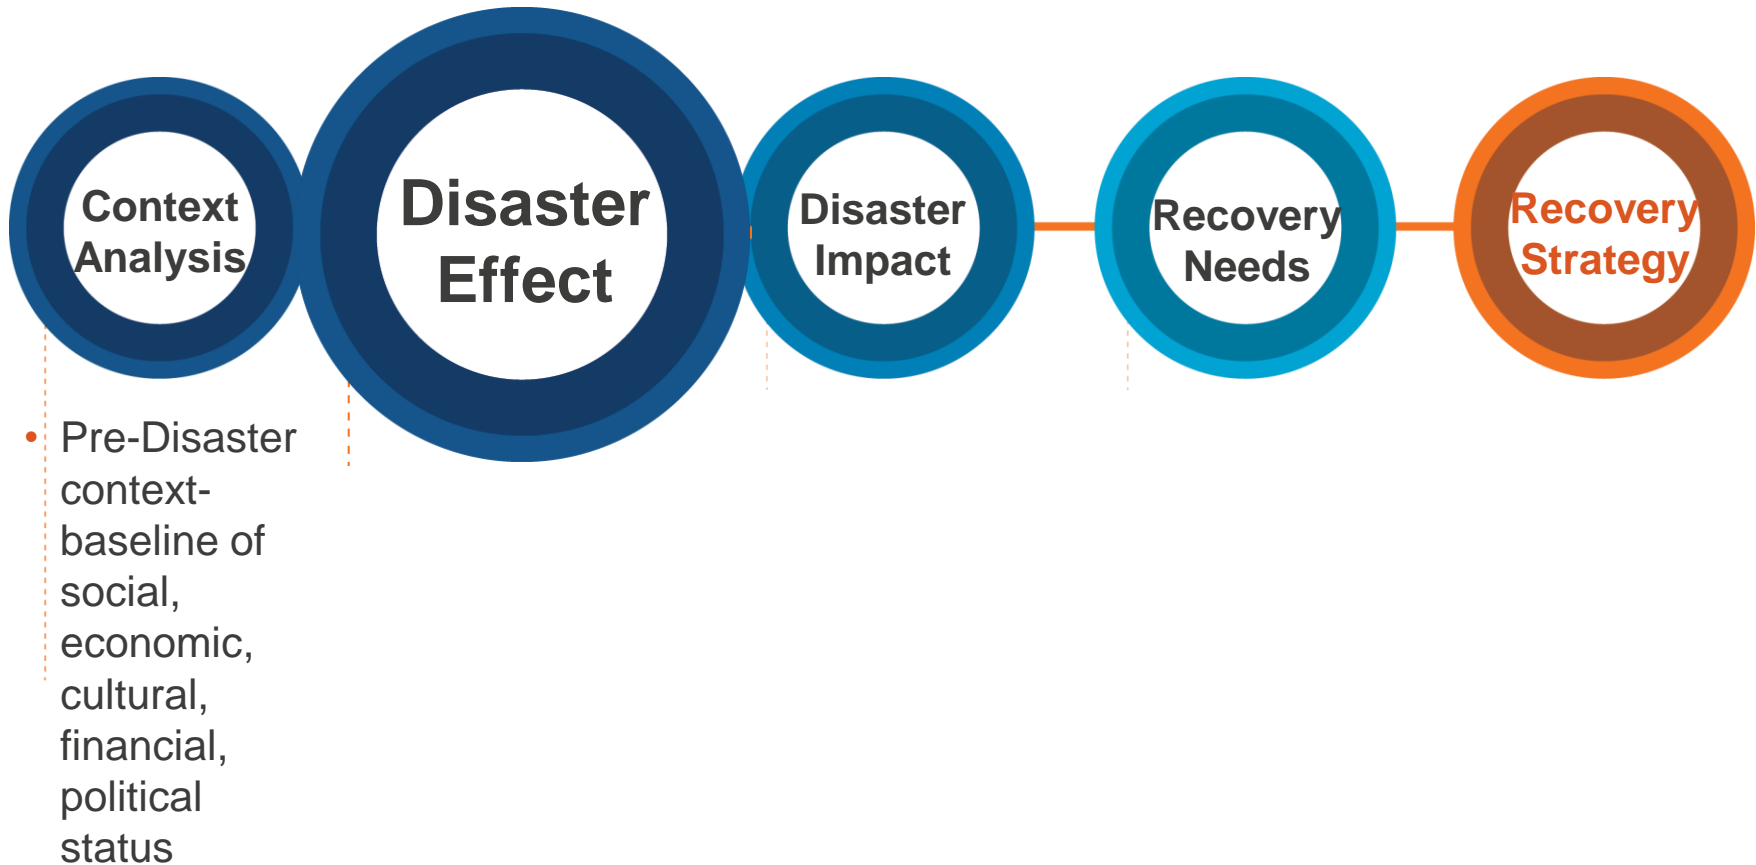 Context
Analysis
Disaster
Effect
Disaster
Impact
Recovery
Needs
Recovery
Strategy
• Pre-Disaster
context-
baseline of
social,
economic,
cultural,
financial,
political
status